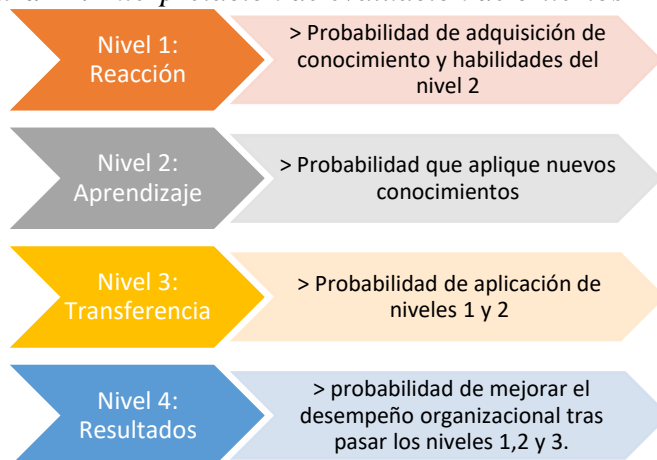 Nivel 1:
Reacción
> Probabilidad de adquisición de
conocimiento y habilidades del
nivel 2
Nivel 2:
Aprendizaje
> Probabilidad que aplique nuevos
conocimientos
Nivel 3:
Transferencia
> Probabilidad de aplicación de
niveles 1 y 2
Nivel 4:
Resultados
> probabilidad de mejorar el
desempeño organizacional tras
pasar los niveles 1,2 y 3.